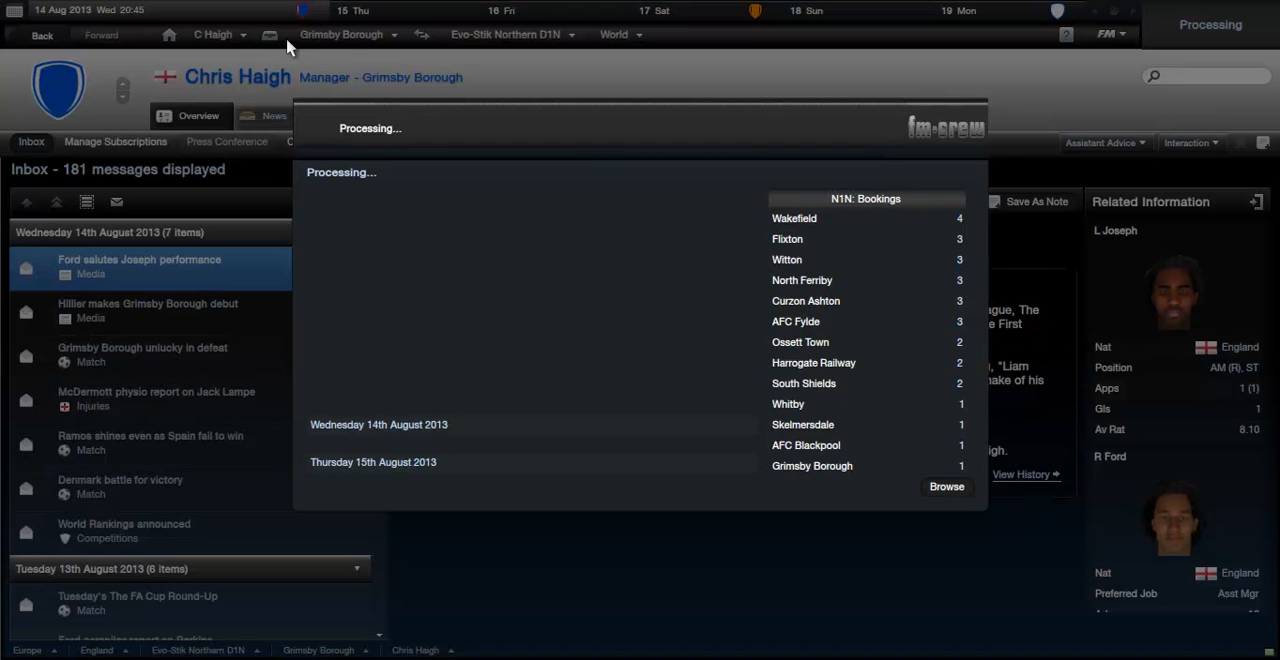 14 Aug 2013 Wed 20:45
15 Thu
16 Fri
17 Sat
18 Sun
19 Mon
Processing
Back
Forward
C Haigh
Grimsby Borough
Evo-Stik Northern D1N
World
?
FM
Chris Haigh
Manager - Grimsby Borough
Overview
News
Inbox
Manage Subscriptions
Press Conference
C
Assistant Advice
Interaction
Inbox - 181 messages displayed
Processing...
fm-crew
Processing...
N1N: Bookings
Wakefield 4
Flixton 3
Witton 3
North Ferriby 3
Curzon Ashton 3
AFC Fylde 3
Ossett Town 2
Harrogate Railway 2
South Shields 2
Whitby 1
Skelmersdale 1
AFC Blackpool 1
Grimsby Borough 1
Browse
Wednesday 14th August 2013
Thursday 15th August 2013
Wednesday 14th August 2013 (7 items)
Ford salutes Joseph performance
Media
Hillier makes Grimsby Borough debut
Media
Grimsby Borough unlucky in defeat
Match
McDermott physio report on Jack Lampe
Injuries
Ramos shines even as Spain fail to win
Match
Denmark battle for victory
Match
World Rankings announced
Competitions
Tuesday 13th August 2013 (6 items)
Tuesday's The FA Cup Round-Up
Match
Save As Note
ague, The
e First
, "Liam
nake of his
gh.
View History
Related Information
L Joseph
Nat England
Position AM (R), ST
Apps 1 (1)
Gls 1
Av Rat 8.10
R Ford
Nat England
Preferred Job Asst Mgr
Europe
England
Evo-Stik Northern D1N
Grimsby Borough
Chris Haigh